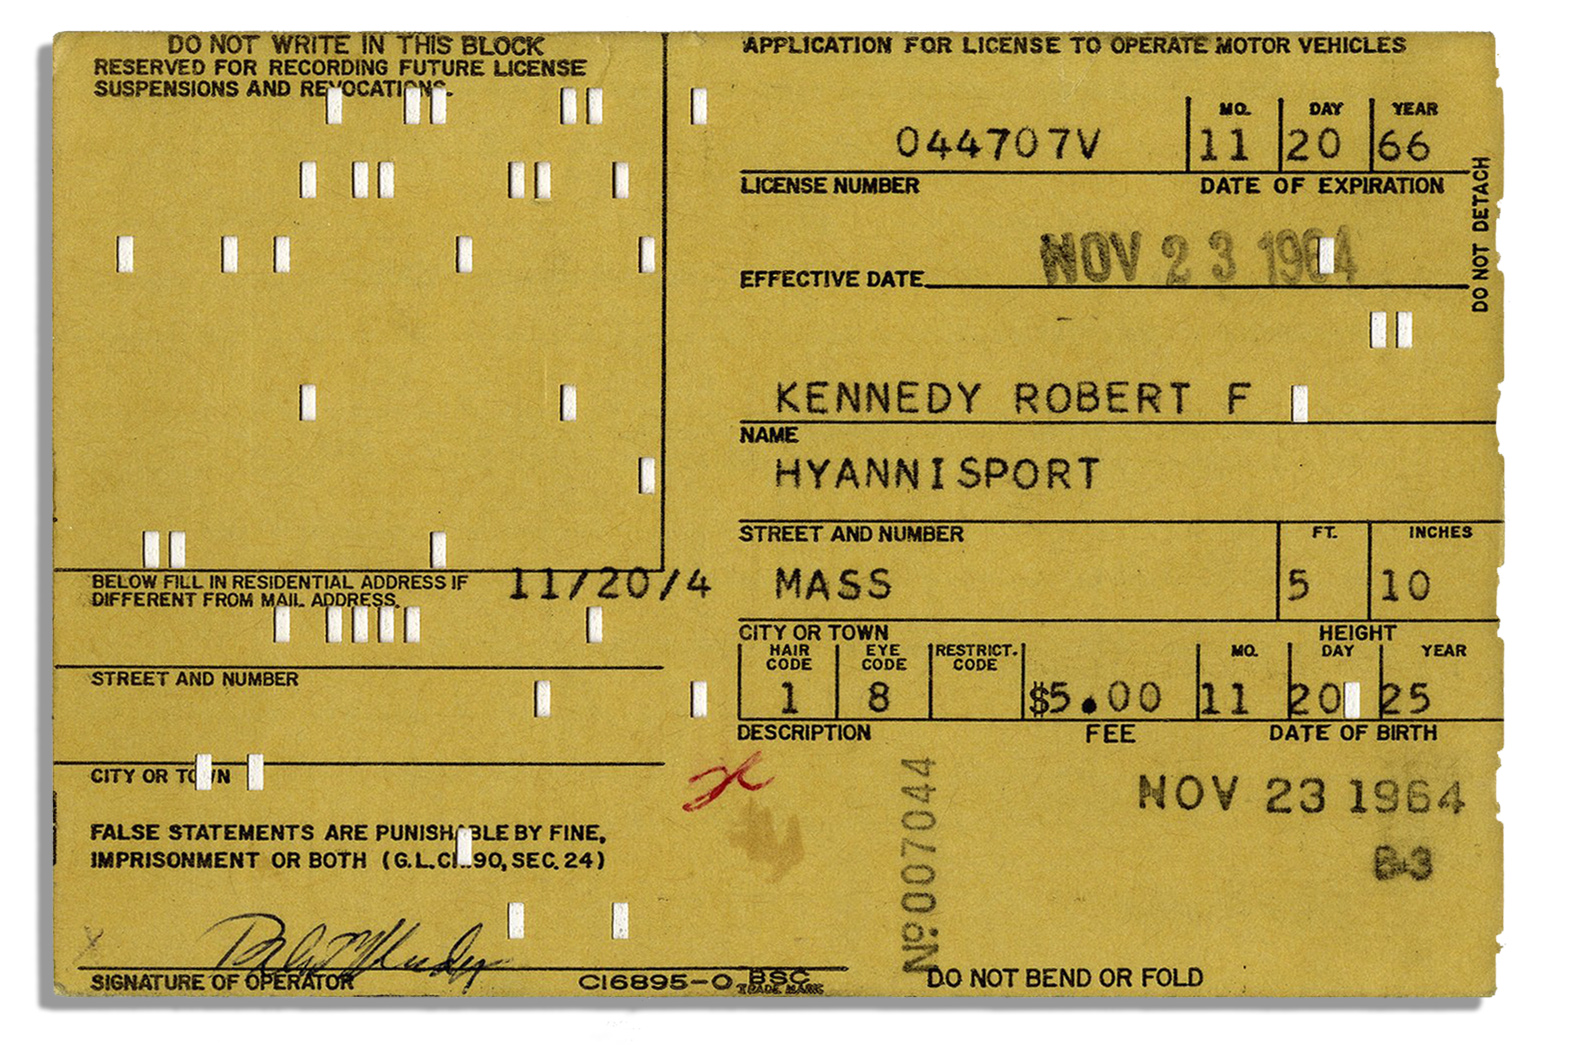 DO NOT WRITE IN THIS BLOCK
RESERVED FOR RECORDING FUTURE LICENSE
SUSPENSIONS AND REVOCATIONS.
BELOW FILL IN RESIDENTIAL ADDRESS IF
DIFFERENT FROM MAIL ADDRESS.
11/20/4
STREET AND NUMBER
CITY OR TOWN
FALSE STATEMENTS ARE PUNISHABLE BY FINE,
IMPRISONMENT OR BOTH (G.L.CH.90, SEC. 24)
SIGNATURE OF OPERATOR
C16895-O BSC
TRADE MARK
APPLICATION FOR LICENSE TO OPERATE MOTOR VEHICLES
MO. DAY YEAR
044707V 11 20 66
LICENSE NUMBER DATE OF EXPIRATION
NOV 23 1964
EFFECTIVE DATE
DO NOT DETACH
KENNEDY ROBERT F
NAME
HYANNISPORT
STREET AND NUMBER FT. INCHES
MASS 5 10
CITY OR TOWN HEIGHT
HAIR CODE EYE CODE RESTRICT. CODE MO. DAY YEAR
1 8 $5.00 11 20 25
DESCRIPTION FEE DATE OF BIRTH
NOV 23 1964
B-3
No. 007044
DO NOT BEND OR FOLD